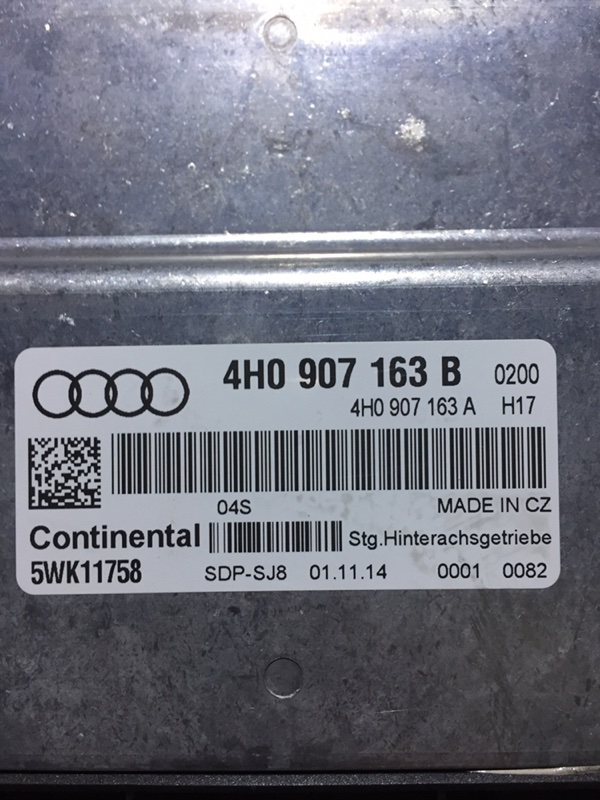 4H0 907 163 B 0200
4H0 907 163 A H17
04S MADE IN CZ
Continental Stg.Hinterachsgetriebe
5WK11758 SDP-SJ8 01.11.14 0001 0082